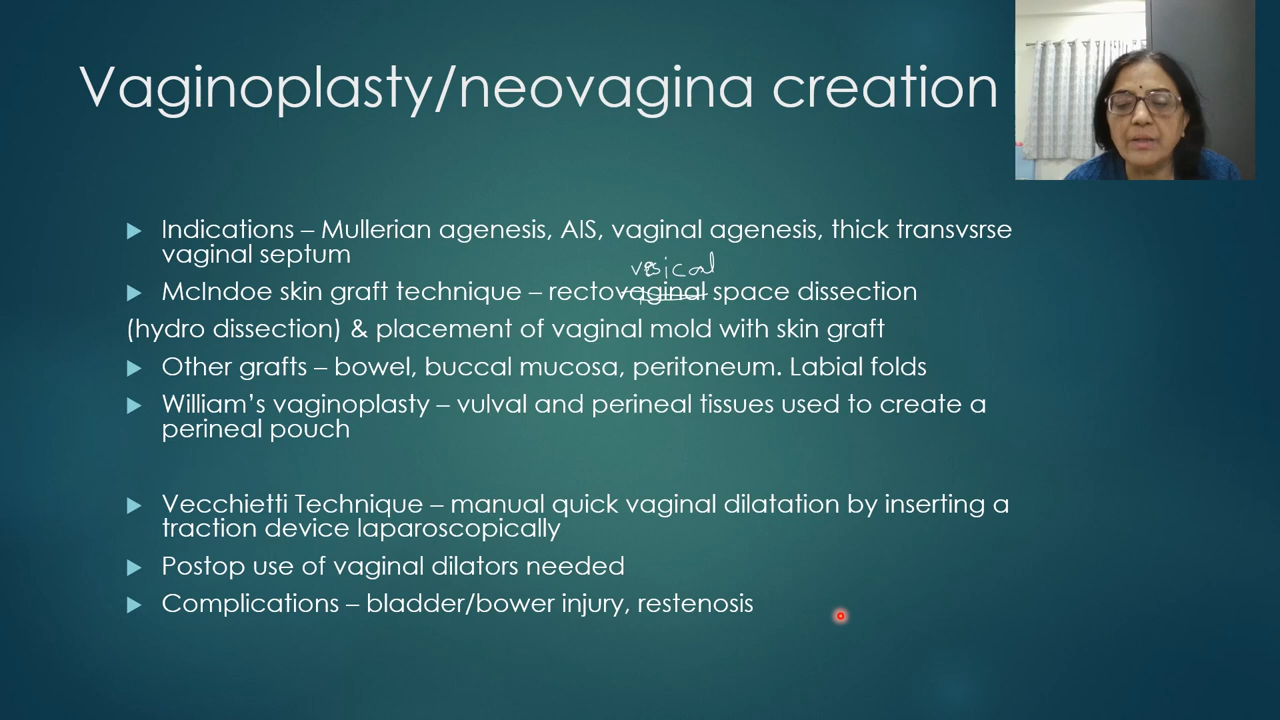 Vaginoplasty/neovagina creation
Indications – Mullerian agenesis, AIS, vaginal agenesis, thick transvsrse
vaginal septum
vesical
McIndoe skin graft technique – rectovaginal space dissection
(hydro dissection) & placement of vaginal mold with skin graft
Other grafts – bowel, buccal mucosa, peritoneum. Labial folds
William’s vaginoplasty – vulval and perineal tissues used to create a
perineal pouch
Vecchietti Technique – manual quick vaginal dilatation by inserting a
traction device laparoscopically
Postop use of vaginal dilators needed
Complications – bladder/bower injury, restenosis